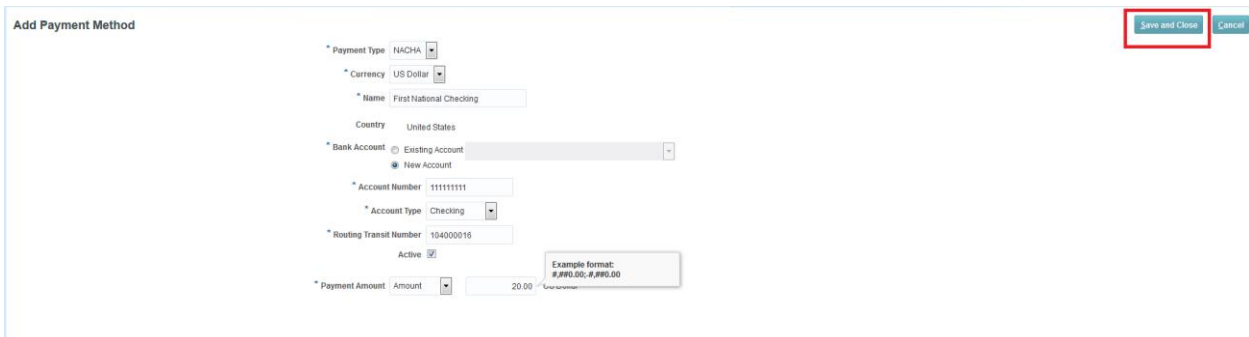 Add Payment Method
Save and Close Cancel
* Payment Type NACHA
* Currency US Dollar
* Name First National Checking
Country United States
* Bank Account Existing Account
New Account
* Account Number 111111111
* Account Type Checking
* Routing Transit Number 104000016
Active
Example format:
#,##0.00;-#,##0.00
* Payment Amount Amount 20.00 US Dollar